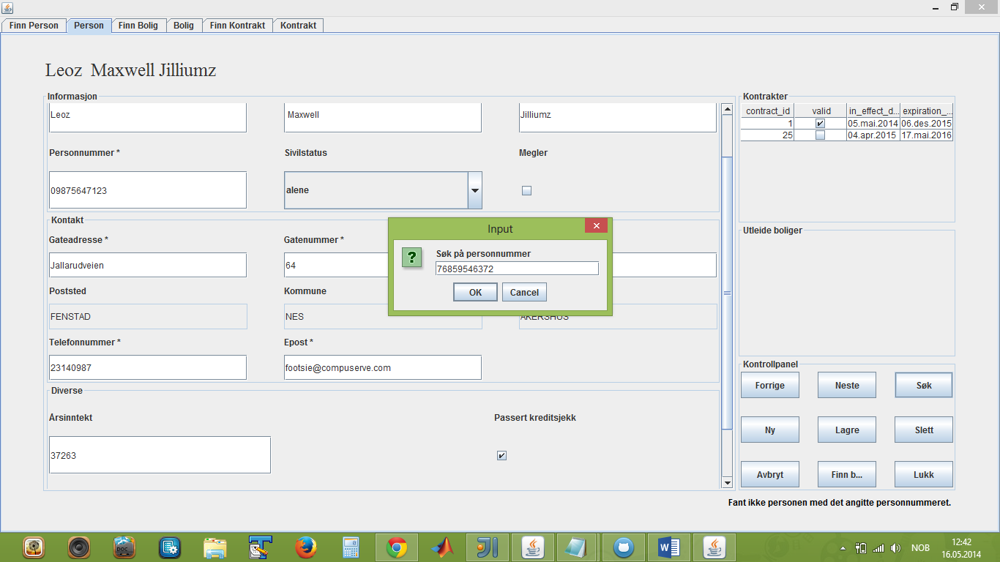 Finn Person Person Finn Bolig Bolig Finn Kontrakt Kontrakt
Leoz Maxwell Jilliumz
Informasjon
Leoz Maxwell Jilliumz
Personnummer * Sivilstatus Megler
09875647123 alene
Kontakt
Gateadresse * Gatenummer *
Jallarudveien 64
Poststed Kommune
FENSTAD NES AKERSHUS
Telefonnummer * Epost *
23140987 footsie@compuserve.com
Diverse
Årsinntekt Passert kreditsjekk
37263
Input
?
Søk på personnummer
76859546372
OK Cancel
Kontrakter
contract_id valid in_effect_d... expiration_...
1 05.mai.2014 06.des.2015
25 04.apr.2015 17.mai.2016
Utleide boliger
Kontrollpanel
Forrige Neste Søk
Ny Lagre Slett
Avbryt Finn b... Lukk
Fant ikke personen med det angitte personnummeret.
DOC
NOB
12:42
16.05.2014